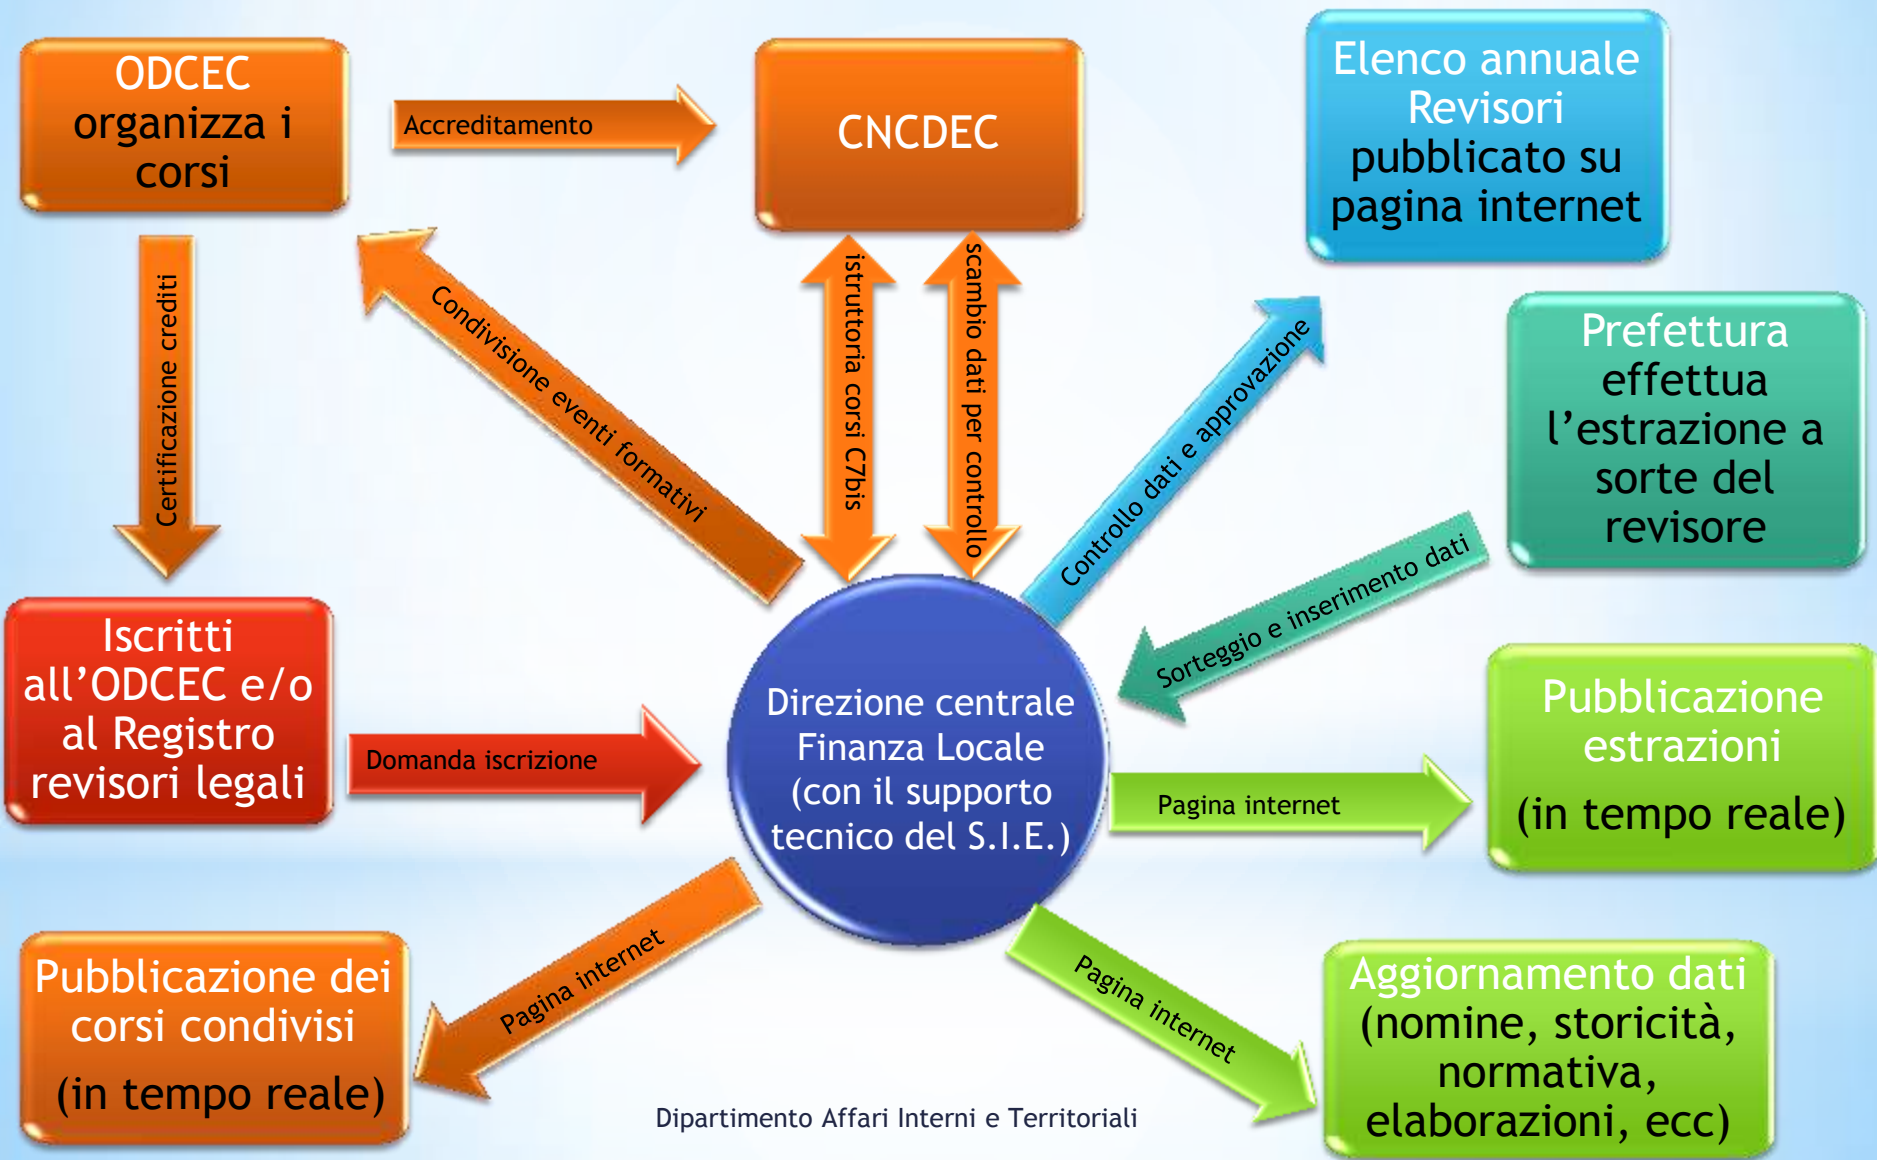 ODCEC
organizza i
corsi
Accreditamento
CNCDEC
Elenco annuale
Revisori
pubblicato su
pagina internet
Certificazione crediti
Condivisione eventi formativi
istruttoria corsi C7bis
scambio dati per controllo
Controllo dati e approvazione
Prefettura
effettua
l’estrazione a
sorte del
revisore
Sorteggio e inserimento dati
Iscritti
all’ODCEC e/o
al Registro
revisori legali
Domanda iscrizione
Direzione centrale
Finanza Locale
(con il supporto
tecnico del S.I.E.)
Pagina internet
Pubblicazione
estrazioni
(in tempo reale)
Pubblicazione dei
corsi condivisi
(in tempo reale)
Pagina internet
Pagina internet
Aggiornamento dati
(nomine, storicità,
normativa,
elaborazioni, ecc)
Dipartimento Affari Interni e Territoriali